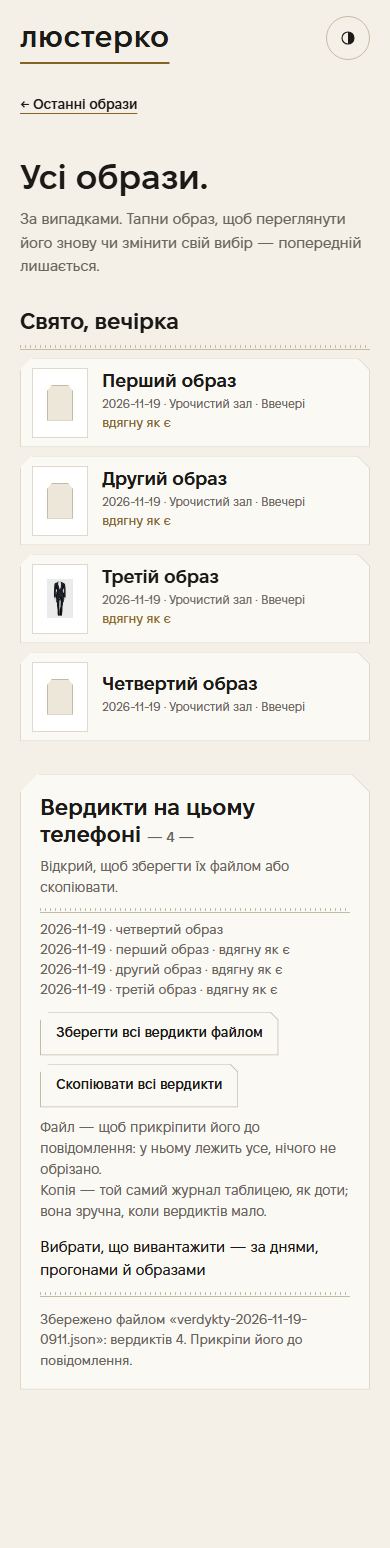 люстерко
← Останні образи
Усі образи.
За випадками. Тапни образ, щоб переглянути
його знову чи змінити свій вибір — попередній
лишається.
Свято, вечірка
Перший образ
2026-11-19 · Урочистий зал · Ввечері
вдягну як є
Другий образ
2026-11-19 · Урочистий зал · Ввечері
вдягну як є
Третій образ
2026-11-19 · Урочистий зал · Ввечері
вдягну як є
Четвертий образ
2026-11-19 · Урочистий зал · Ввечері
Вердикти на цьому
телефоні — 4 —
Відкрий, щоб зберегти їх файлом або
скопіювати.
2026-11-19 · четвертий образ
2026-11-19 · перший образ · вдягну як є
2026-11-19 · другий образ · вдягну як є
2026-11-19 · третій образ · вдягну як є
Зберегти всі вердикти файлом
Скопіювати всі вердикти
Файл — щоб прикріпити його до
повідомлення: у ньому лежить усе, нічого не
обрізано.
Копія — той самий журнал таблицею, як доти;
вона зручна, коли вердиктів мало.
Вибрати, що вивантажити — за днями,
прогонами й образами
Збережено файлом «verdykty-2026-11-19-
0911.json»: вердиктів 4. Прикріпи його до
повідомлення.